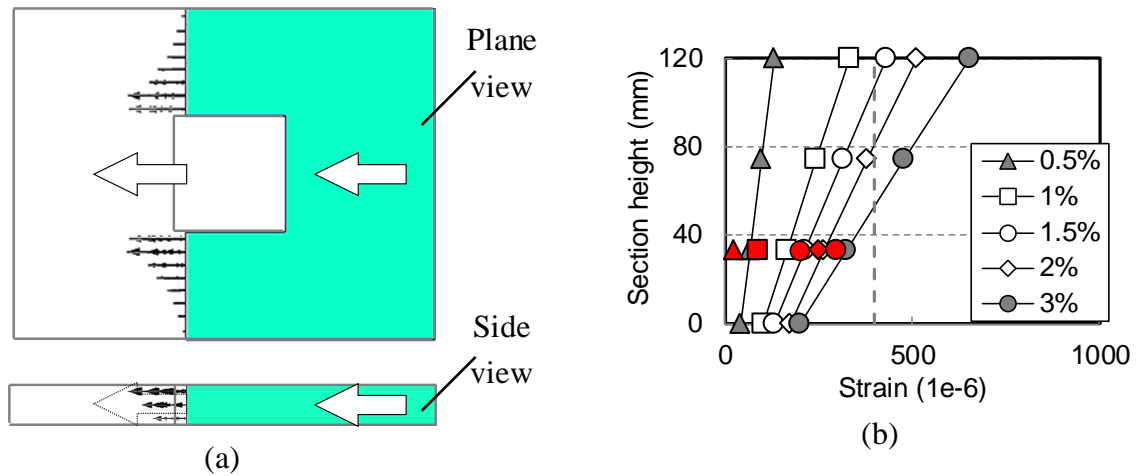 Plane
view
Side
view
(a)
Section height (mm)
120
80
40
0
0 500 1000
Strain (1e-6)
0.5%
1%
1.5%
2%
3%
(b)